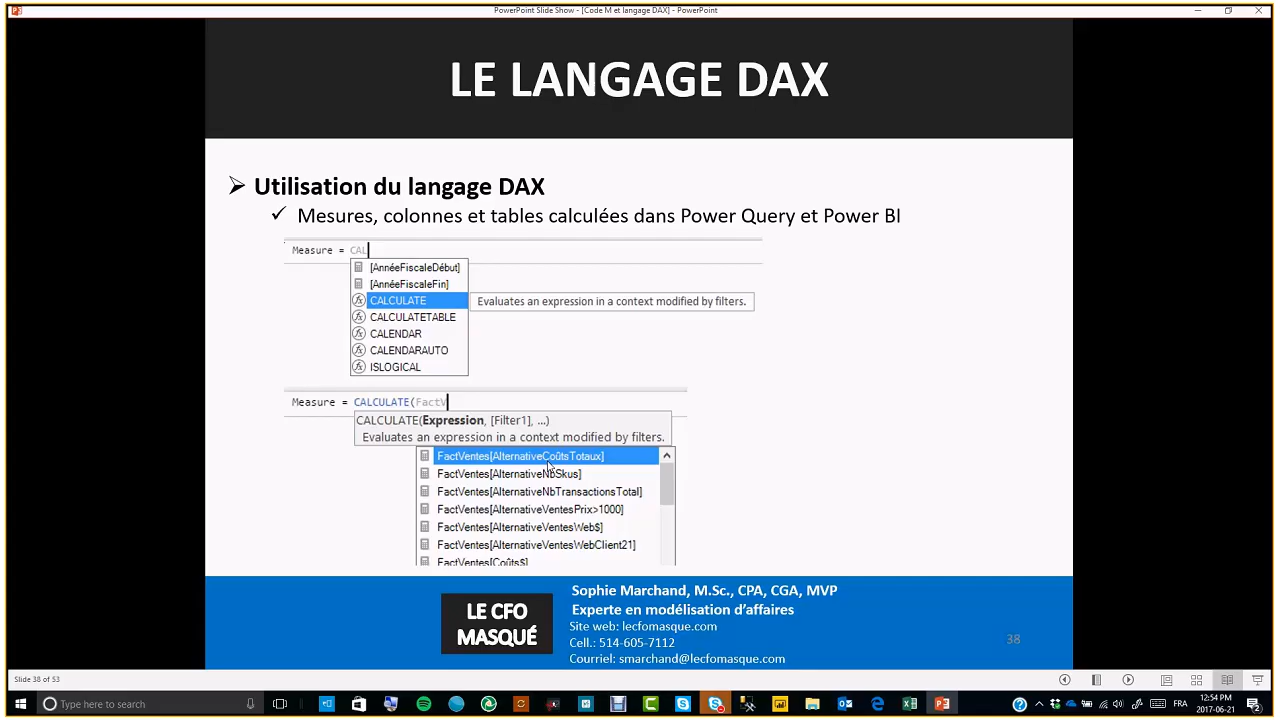 PowerPoint Slide Show - [Code M et langage DAX] - PowerPoint
LE LANGAGE DAX
Utilisation du langage DAX
Mesures, colonnes et tables calculées dans Power Query et Power BI
Measure = CAL
[AnnéeFiscaleDébut]
[AnnéeFiscaleFin]
CALCULATE
Evaluates an expression in a context modified by filters.
CALCULATETABLE
CALENDAR
CALENDARAUTO
ISLOGICAL
Measure = CALCULATE(FactV
CALCULATE(Expression, [Filter1], ...)
Evaluates an expression in a context modified by filters.
FactVentes[AlternativeCoûtsTotaux]
FactVentes[AlternativeNbSkus]
FactVentes[AlternativeNbTransactionsTotal]
FactVentes[AlternativeVentesPrix>1000]
FactVentes[AlternativeVentesWeb$]
FactVentes[AlternativeVentesWebClient21]
FactVentes[Coûts$]
LE CFO
MASQUÉ
Sophie Marchand, M.Sc., CPA, CGA, MVP
Experte en modélisation d'affaires
Site web: lecfomasque.com
Cell.: 514-605-7112
Courriel: smarchand@lecfomasque.com
38
Slide 38 of 53
Type here to search
FRA
12:54 PM
2017-06-21